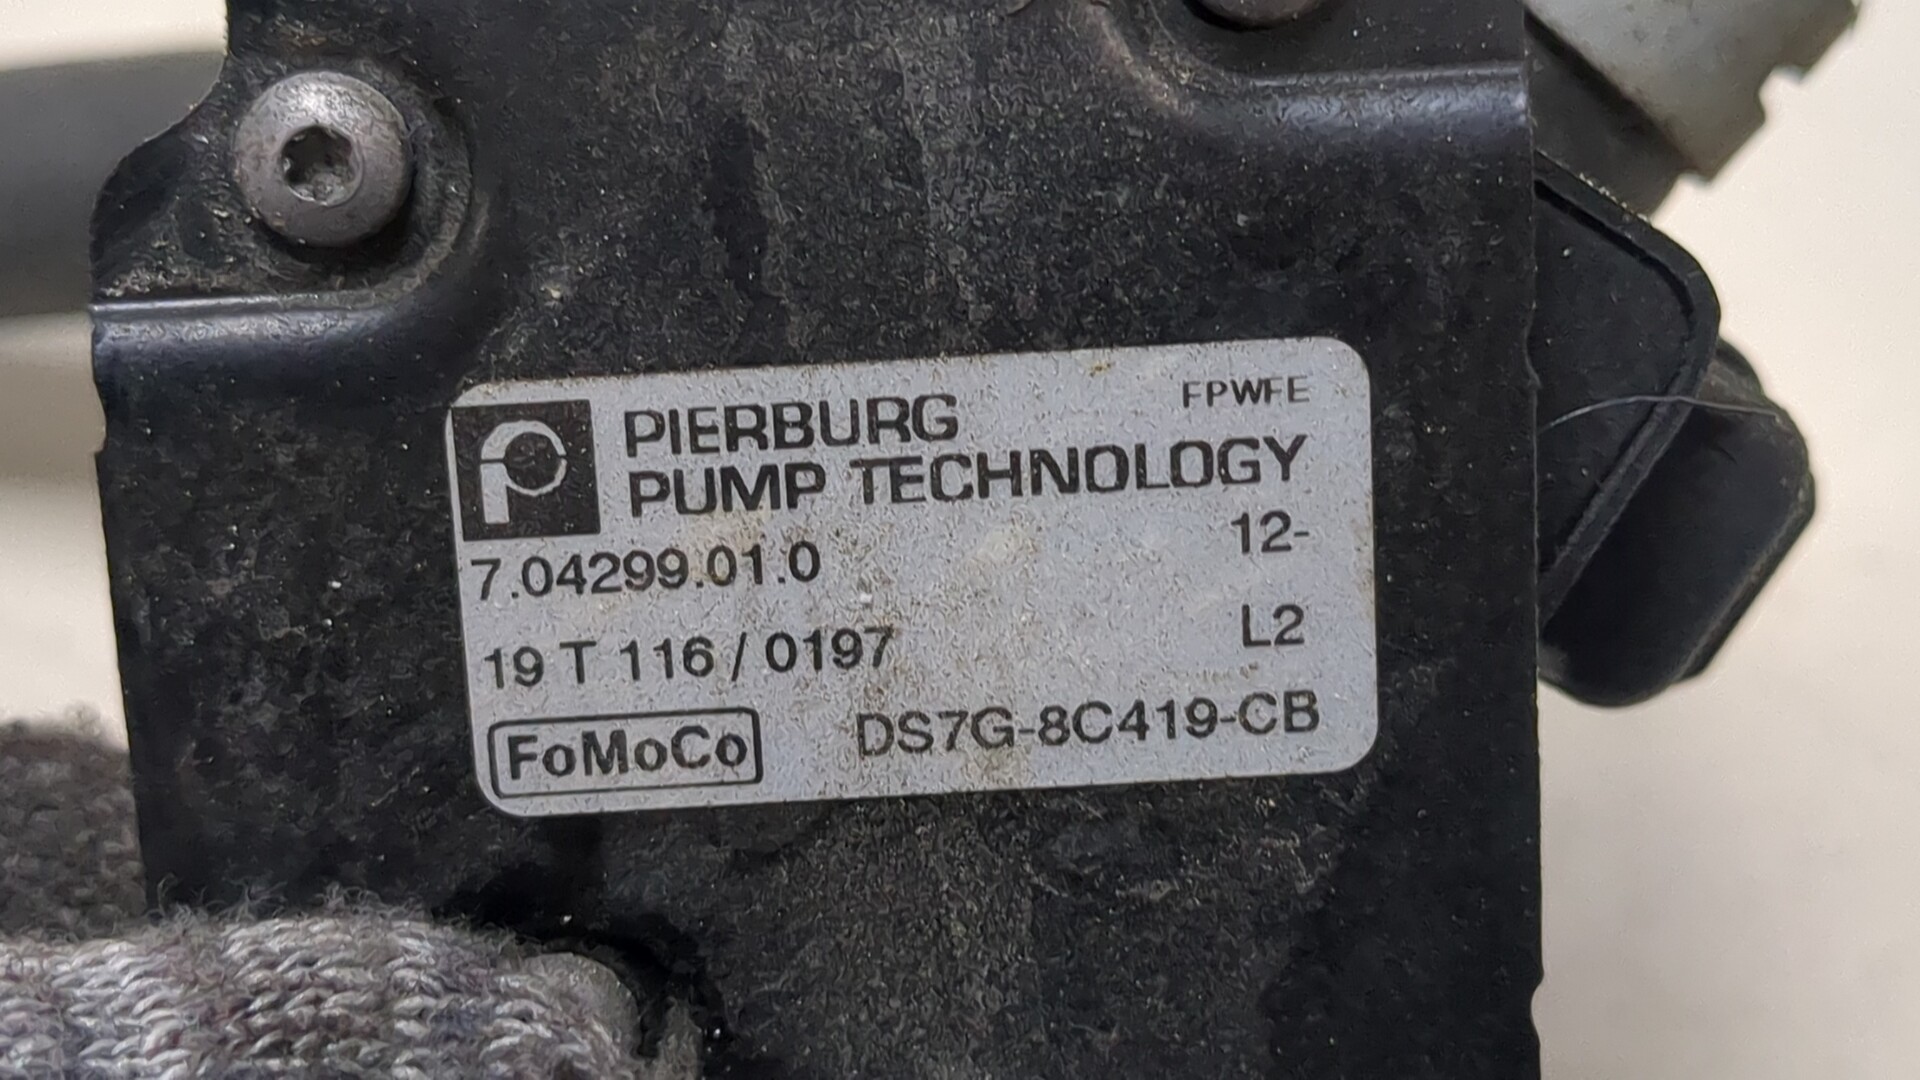 FPWFE
PIERBURG
PUMP TECHNOLOGY
7.04299.01.0 12-
19 T 116 / 0197 L2
FoMoCo DS7G-8C419-CB